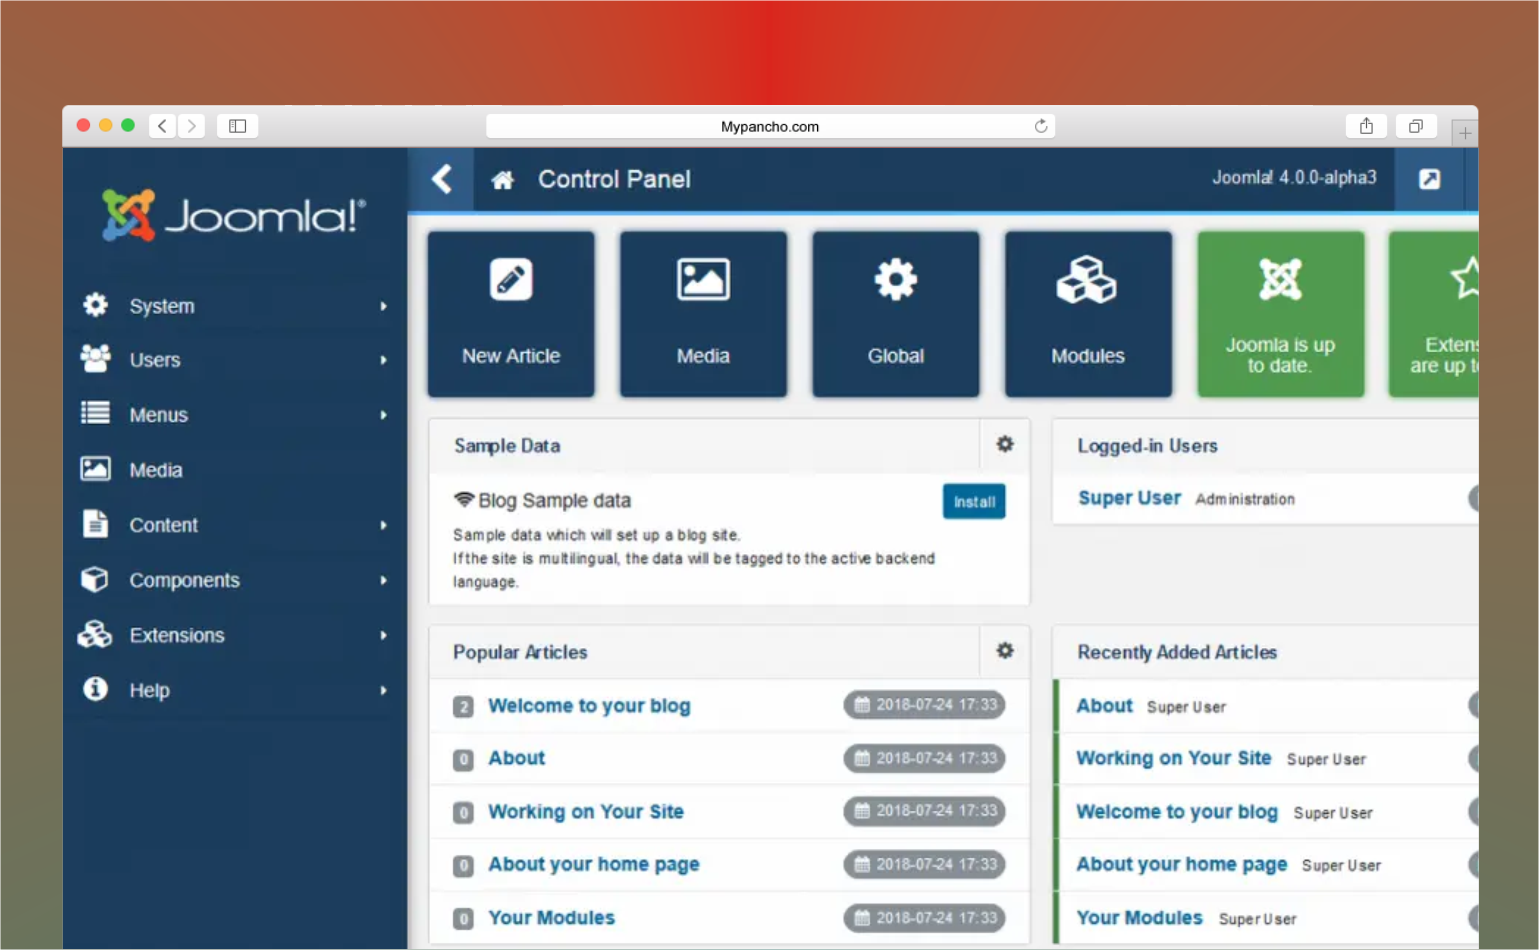 Mypancho.com
Joomla!®
Control Panel
Joomla! 4.0.0-alpha3
System
Users
Menus
Media
Content
Components
Extensions
Help
New Article
Media
Global
Modules
Joomla is up
to date.
Extens
are up t
Sample Data
Blog Sample data
Install
Sample data which will set up a blog site.
If the site is multilingual, the data will be tagged to the active backend
language.
Logged-in Users
Super User Administration
Popular Articles
2 Welcome to your blog 2018-07-24 17:33
0 About 2018-07-24 17:33
0 Working on Your Site 2018-07-24 17:33
0 About your home page 2018-07-24 17:33
0 Your Modules 2018-07-24 17:33
Recently Added Articles
About Super User
Working on Your Site Super User
Welcome to your blog Super User
About your home page Super User
Your Modules Super User